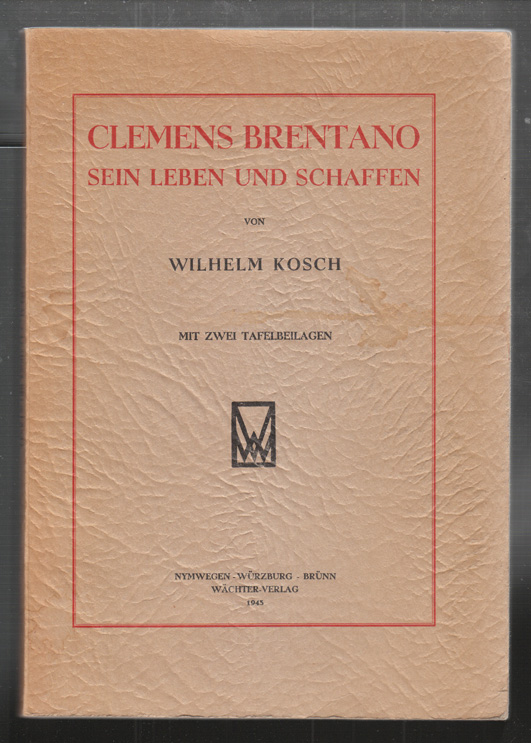 CLEMENS BRENTANO
SEIN LEBEN UND SCHAFFEN
VON
WILHELM KOSCH
MIT ZWEI TAFELBEILAGEN
NYMWEGEN - WÜRZBURG - BRÜNN
WÄCHTER-VERLAG
1943